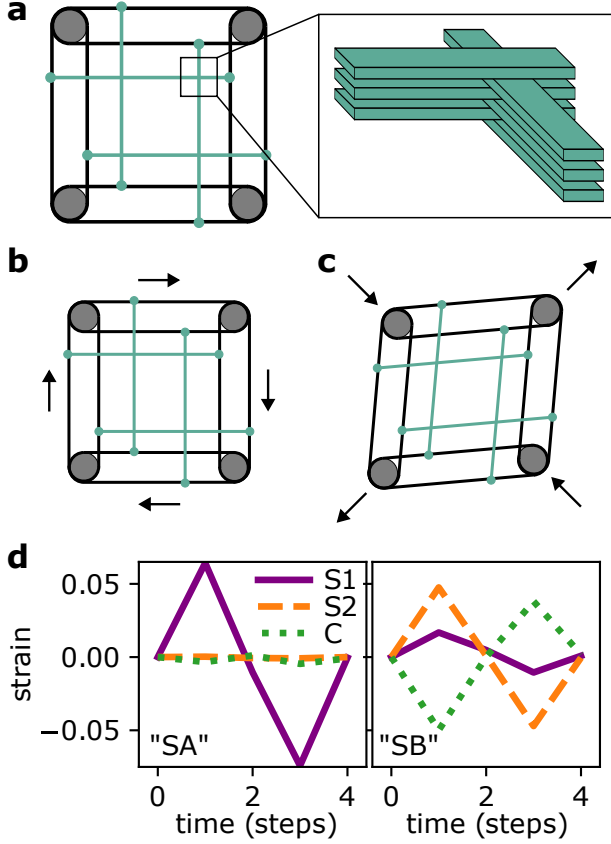 a
b
c
d
S1
S2
C
strain
0.05
0.00
−0.05
"SA"
"SB"
0 2 4
0 2 4
time (steps)
time (steps)